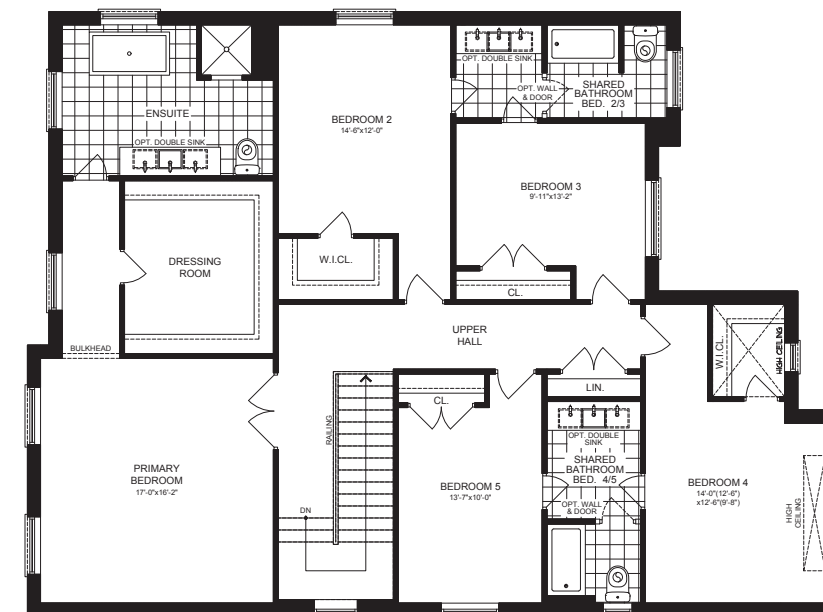 ENSUITE
OPT. DOUBLE SINK
BEDROOM 2
14'-6"x12'-0"
OPT. DOUBLE SINK
OPT. WALL
& DOOR
SHARED
BATHROOM
BED. 2/3
BEDROOM 3
9'-11"x13'-2"
DRESSING
ROOM
W.I.CL.
CL.
BULKHEAD
UPPER
HALL
W.I.CL.
HIGH CEILING
LIN.
CL.
RAILING
OPT. DOUBLE
SINK
SHARED
BATHROOM
BED. 4/5
OPT. WALL
& DOOR
PRIMARY
BEDROOM
17'-0"x16'-2"
DN
BEDROOM 5
13'-7"x10'-0"
BEDROOM 4
14'-0"(12'-6")
x12'-6"(9'-8")
HIGH
CEILING